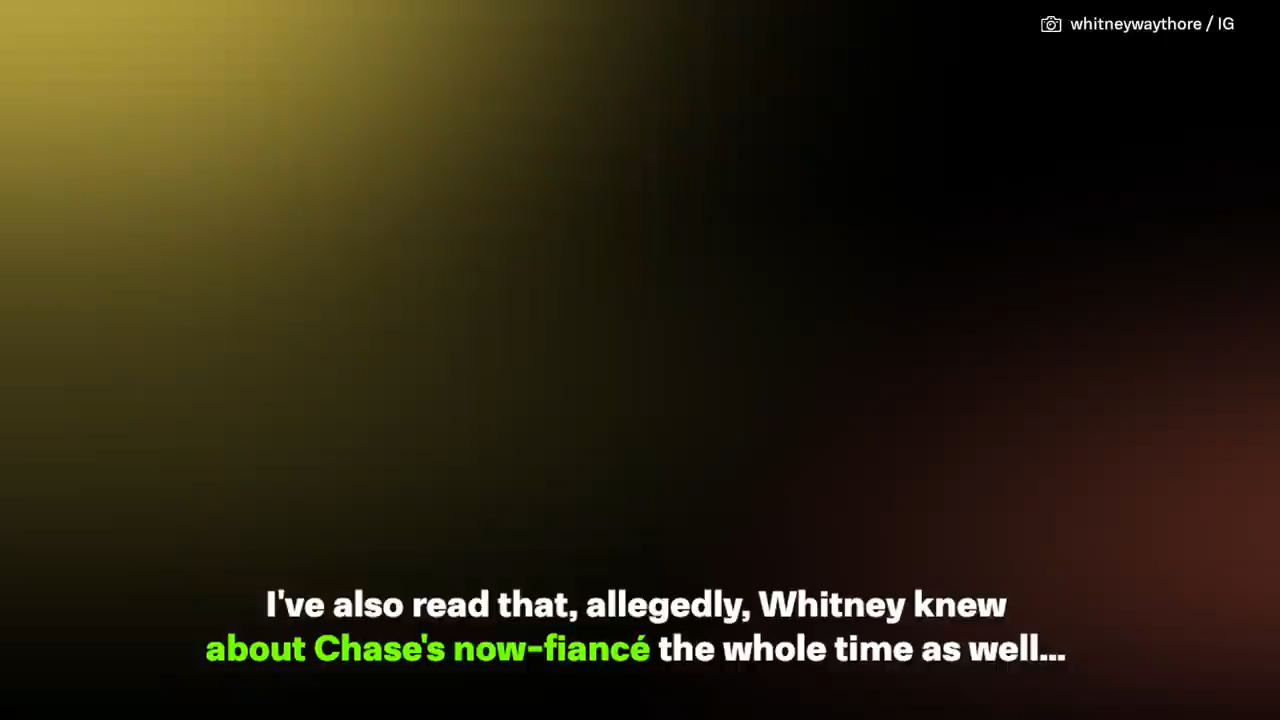 whitneywaythore / IG
I've also read that, allegedly, Whitney knew
about Chase's now-fiancé the whole time as well...